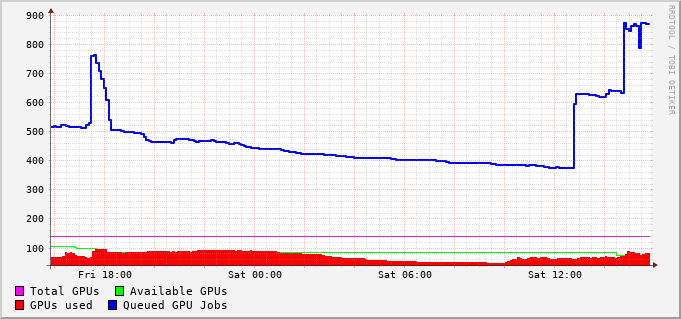 900
800
700
600
500
400
300
200
100
Fri 18:00 Sat 00:00 Sat 06:00 Sat 12:00
Total GPUs Available GPUs
GPUs used Queued GPU Jobs
RRDTOOL / TOBI OETIKER